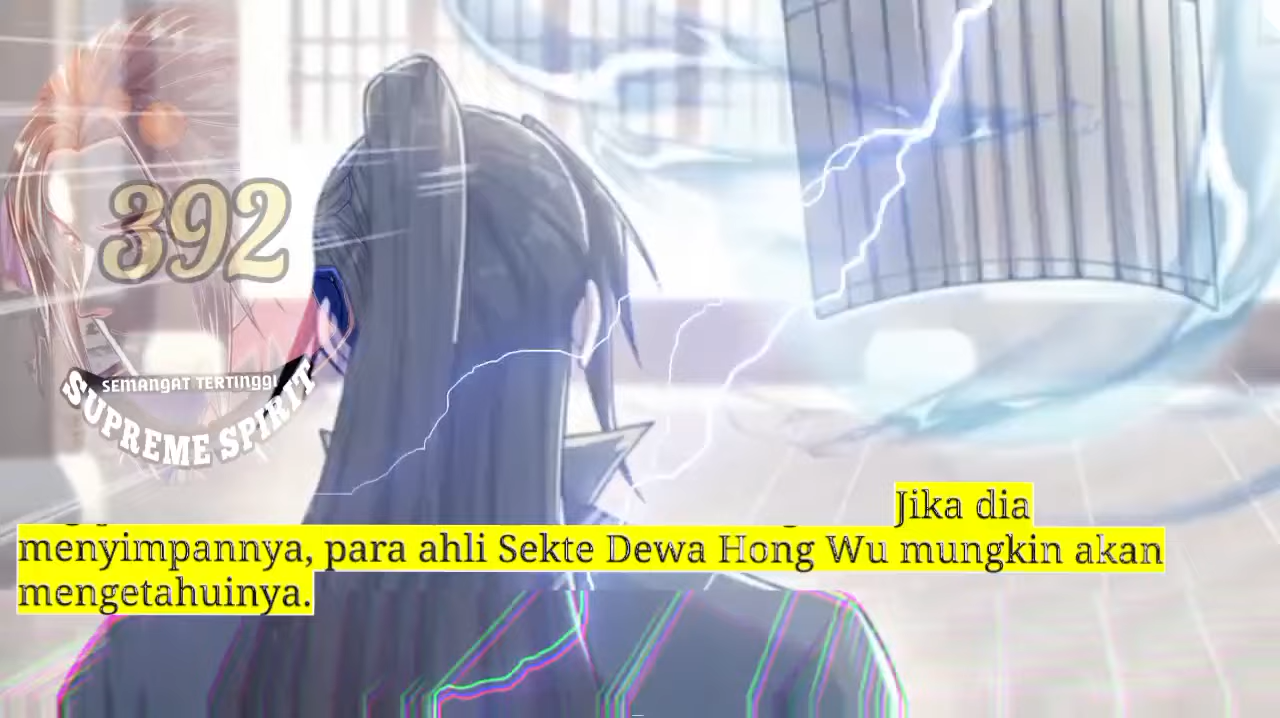 392
SEMANGAT TERTINGGI
SUPREME SPIRIT
Jika dia
menyimpannya, para ahli Sekte Dewa Hong Wu mungkin akan
mengetahuinya.